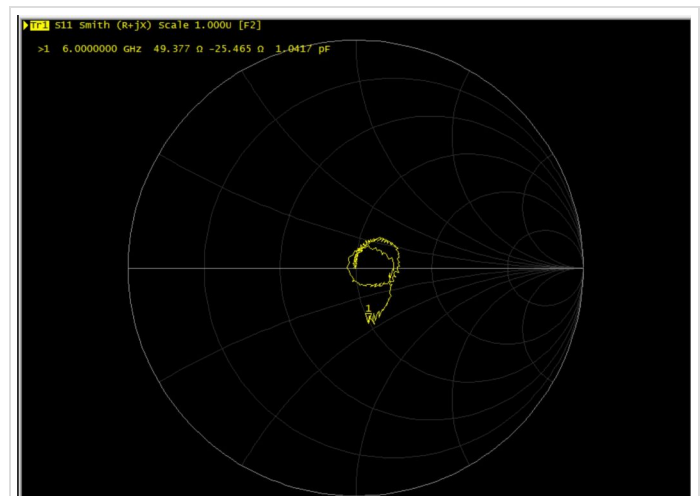 Tr1 S11 Smith (R+jX) Scale 1.000U [F2]
>1 6.0000000 GHz 49.377 Ω -25.465 Ω 1.0417 pF
1